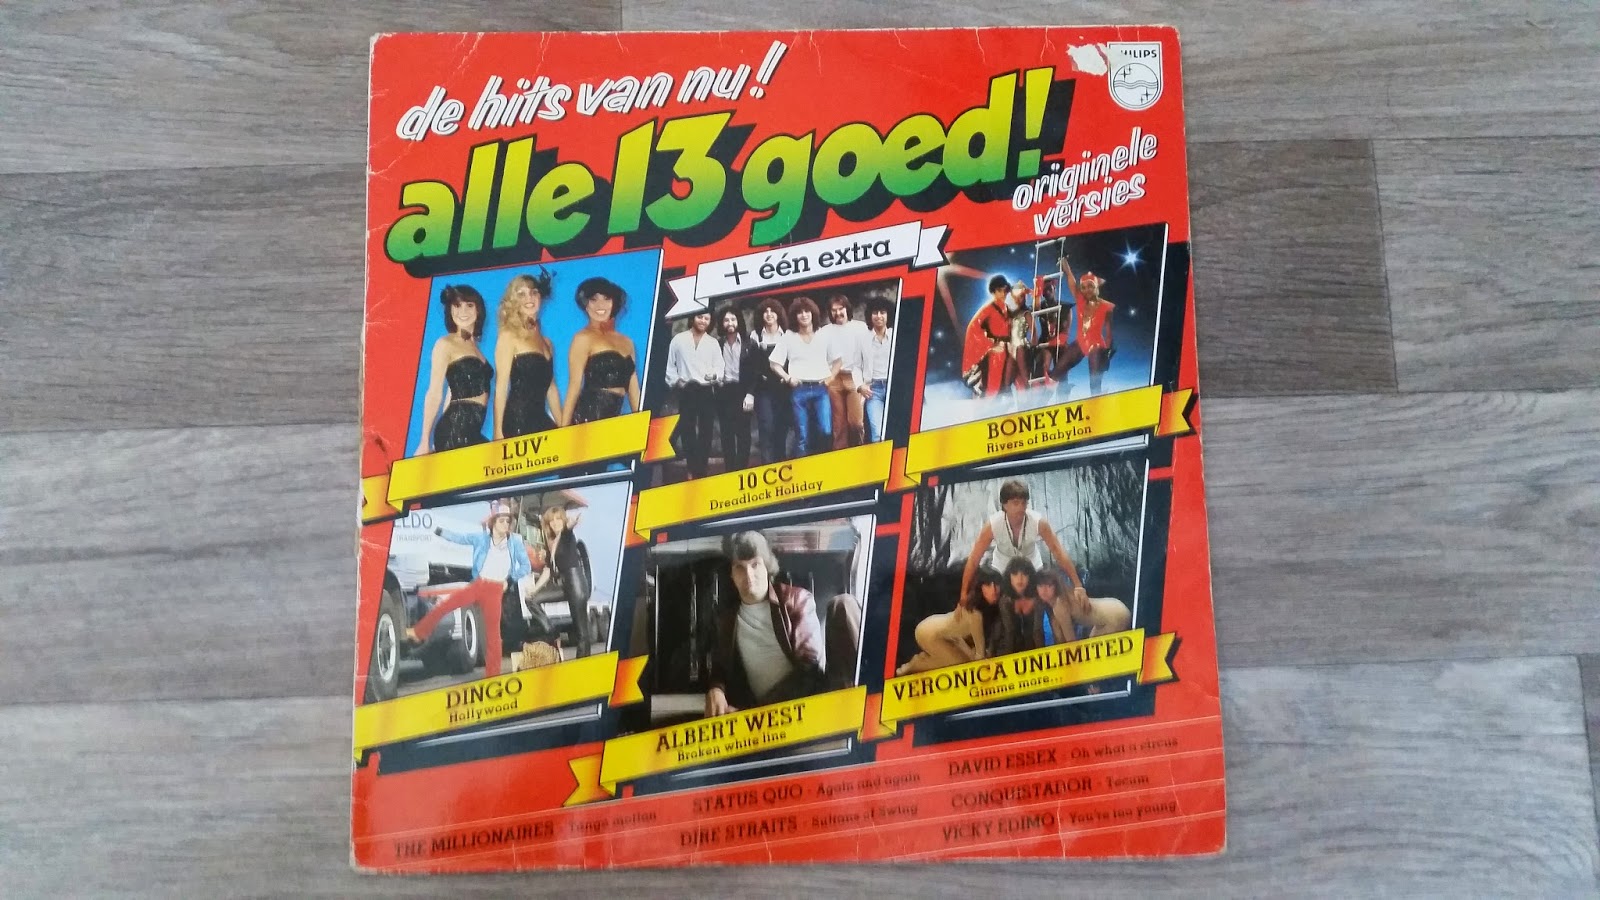 de hits van nu!
alle 13 goed!
originele
versies
PHILIPS
+ één extra
LUV'
Trojan horse
10 CC
Dreadlock Holiday
BONEY M.
Rivers of Babylon
EDO
TRANSPORT
DINGO
Hollywood
ALBERT WEST
Broken white line
VERONICA UNLIMITED
Gimme more...
THE MILLIONAIRES - Tango mottan
STATUS QUO - Again and again
DIRE STRAITS - Sultans of Swing
DAVID ESSEX - Oh what a circus
CONQUISTADOR - Tecum
VICKY EDIMO - You're too young